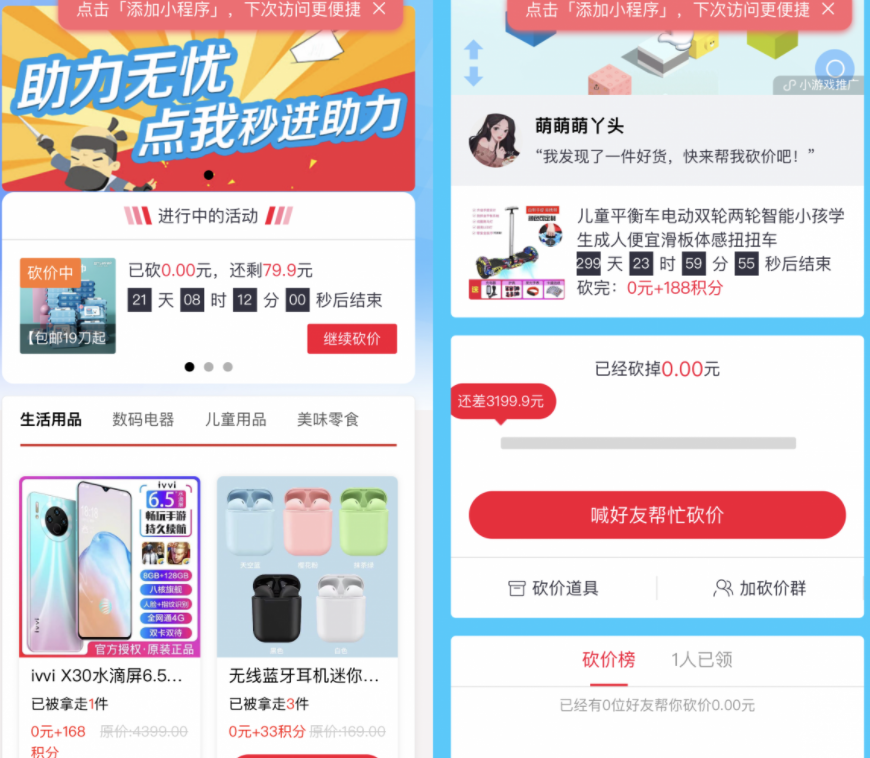 点击「添加小程序」，下次访问更便捷 ×
助力无忧
点我秒进助力
进行中的活动
砍价中
已砍0.00元，还剩79.9元
21 天 08 时 12 分 00 秒后结束
【包邮19刀起
继续砍价
生活用品 数码电器 儿童用品 美味零食
ivvi
6.5
畅玩手游
持久续航
8GB+128GB
八核旗舰
人脸+指纹识别
全网通4G
双卡双待
官方授权·原装正品
ivvi X30水滴屏6.5...
已被拿走1件
0元+168 原价:4399.00
积分
黑色 白色
无线蓝牙耳机迷你...
已被拿走3件
0元+33积分 原价:169.00
点击「添加小程序」，下次访问更便捷 ×
小游戏推广
萌萌萌丫头
“我发现了一件好货，快来帮我砍价吧！”
儿童平衡车电动双轮两轮智能小孩学
生成人便宜滑板体感扭扭车
299 天 23 时 59 分 55 秒后结束
砍完：0元+188积分
已经砍掉0.00元
还差3199.9元
喊好友帮忙砍价
砍价道具
加砍价群
砍价榜 1人已领
已经有0位好友帮你砍价0.00元